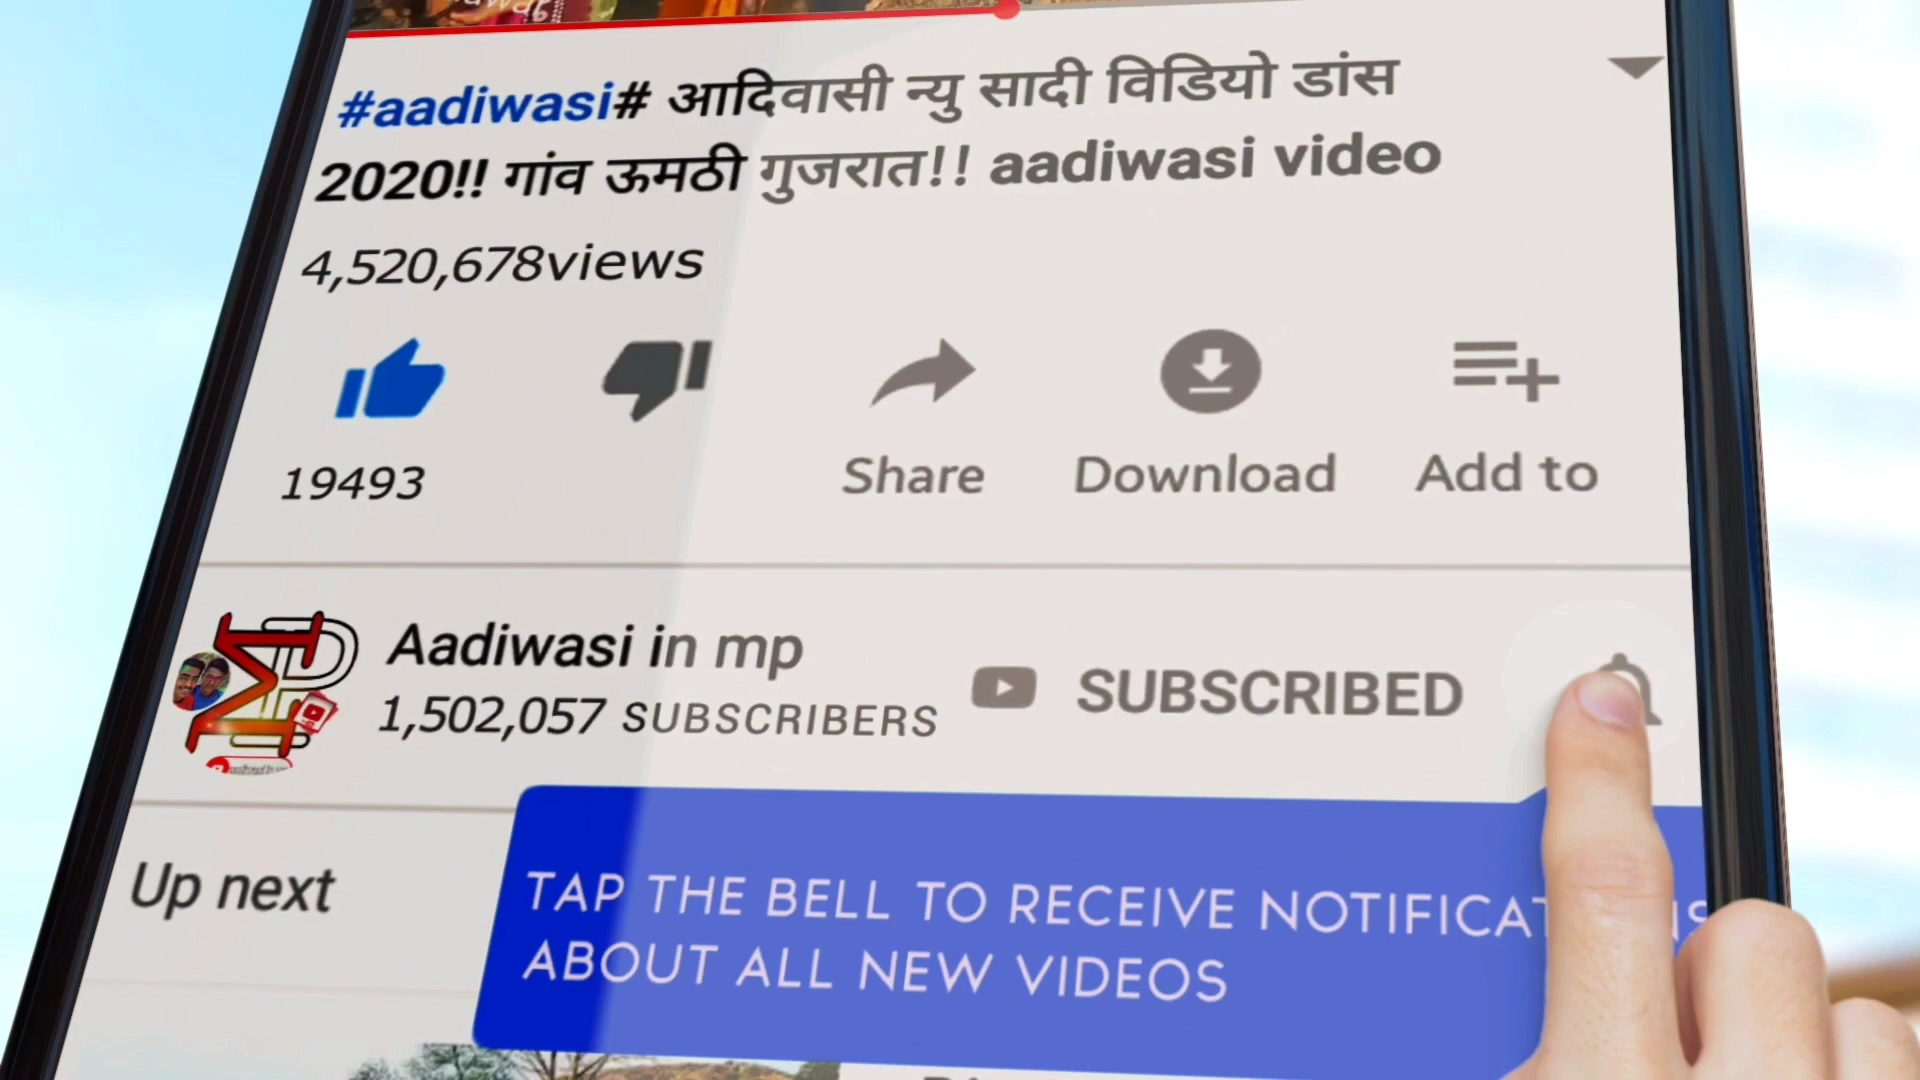 #aadiwasi# आदिवासी न्यु सादी विडियो डांस
2020!! गांव ऊमठी गुजरात!! aadiwasi video
4,520,678views
19493
Share
Download
Add to
Aadiwasi in mp
1,502,057 SUBSCRIBERS
SUBSCRIBED
Up next
TAP THE BELL TO RECEIVE
ABOUT ALL NEW VIDEOS